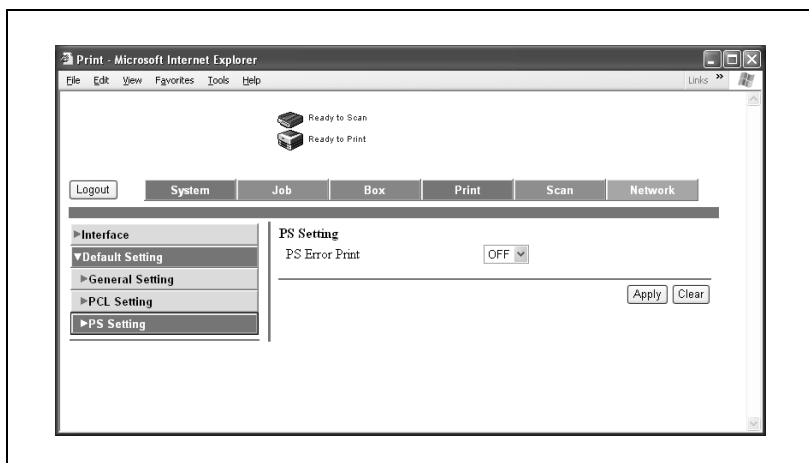 Print - Microsoft Internet Explorer
File Edit View Favorites Tools Help Links »
Ready to Scan
Ready to Print
Logout System Job Box Print Scan Network
▶Interface
▼Default Setting
▶General Setting
▶PCL Setting
▶PS Setting
PS Setting
PS Error Print OFF
Apply Clear